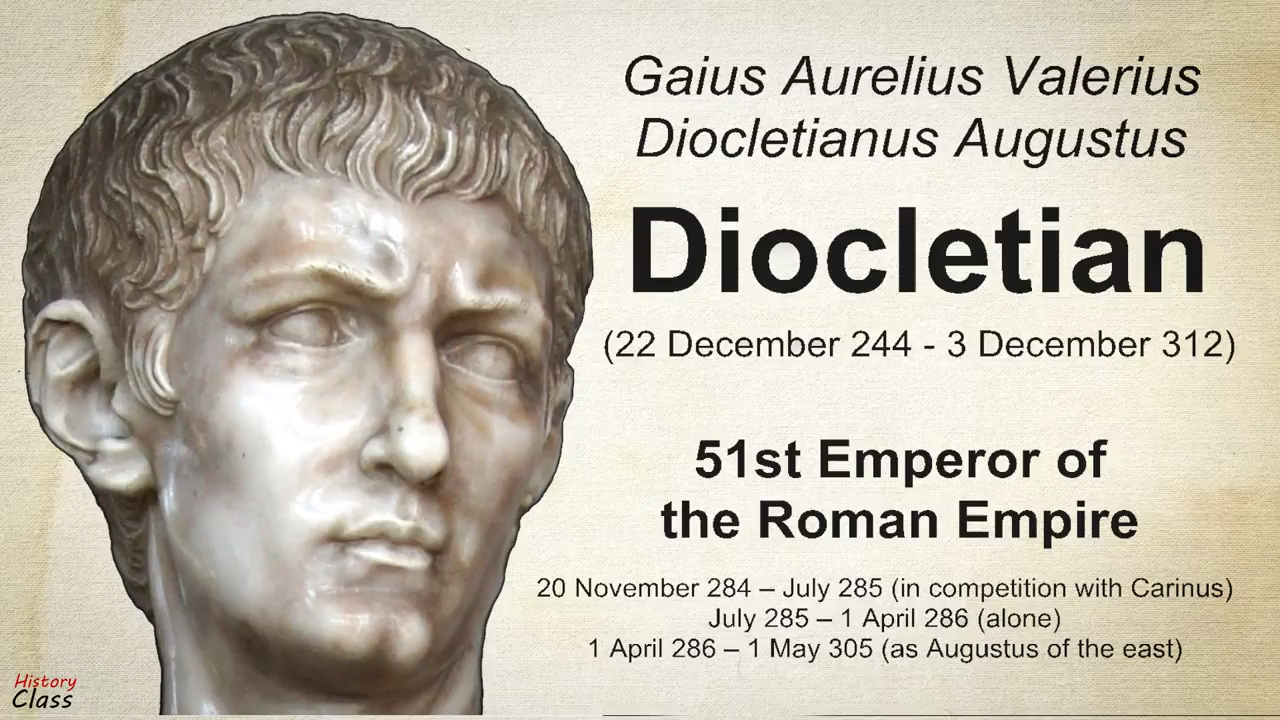 Gaius Aurelius Valerius
Diocletianus Augustus
Diocletian
(22 December 244 - 3 December 312)
51st Emperor of
the Roman Empire
20 November 284 – July 285 (in competition with Carinus)
July 285 – 1 April 286 (alone)
1 April 286 – 1 May 305 (as Augustus of the east)
History
Class